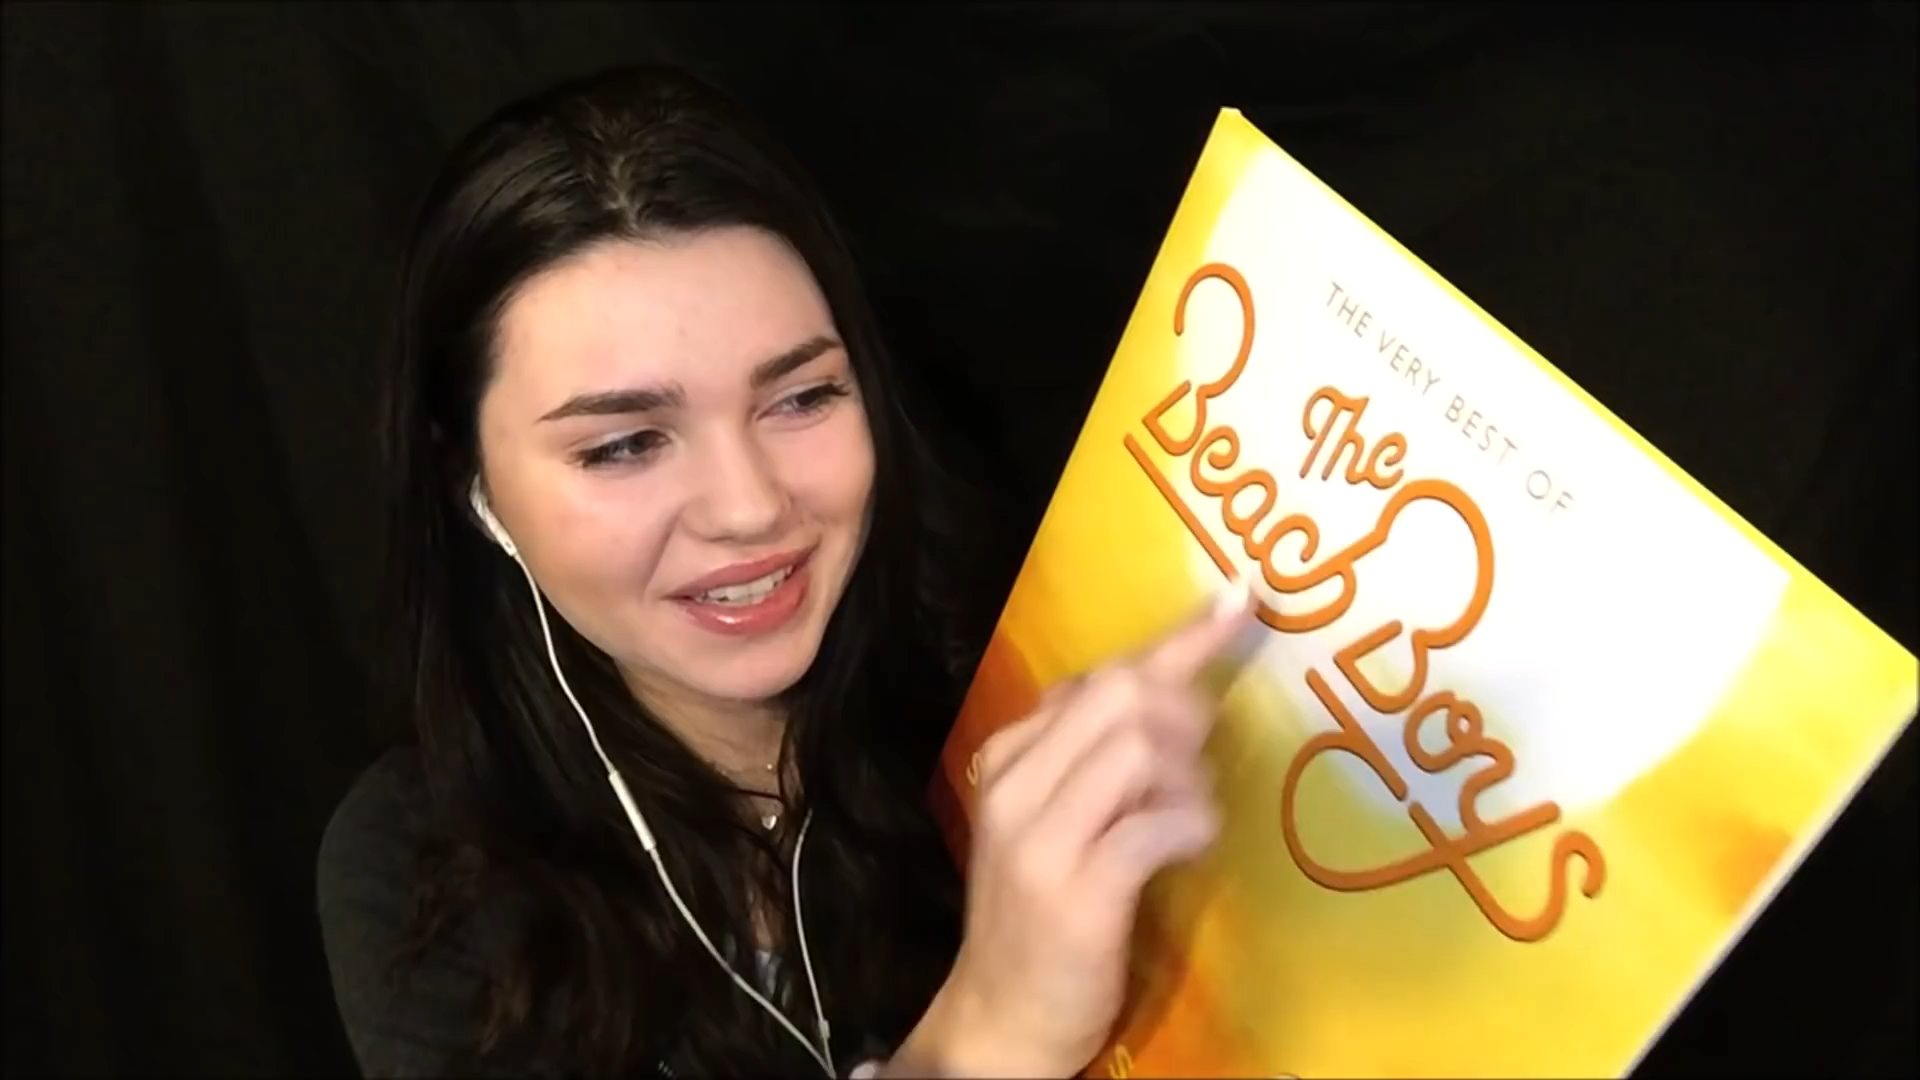 THE VERY BEST OF
The
Beach Boys